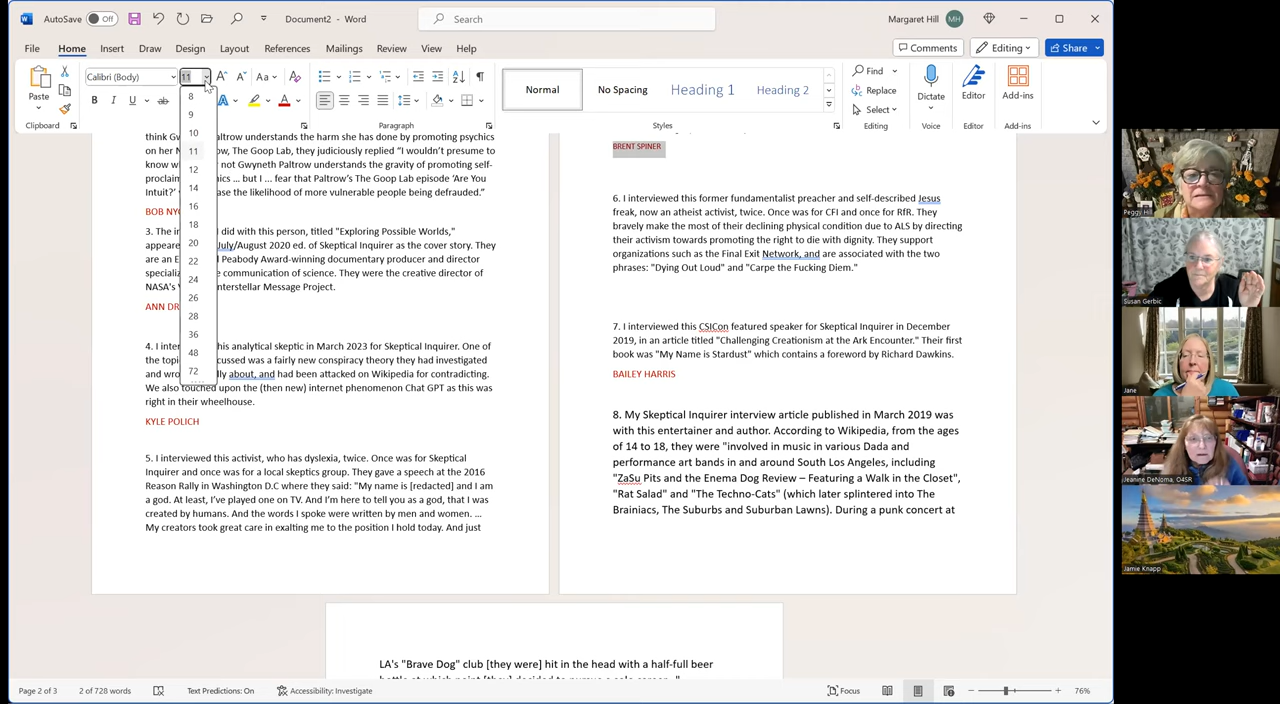 AutoSave Off Document2 - Word Search Margaret Hill MH
File Home Insert Draw Design Layout References Mailings Review View Help Comments Editing Share
Paste Calibri (Body) 11 Aa Normal No Spacing Heading 1 Heading 2 Find Replace Select Dictate Editor Add-ins
B I U ab A A
Clipboard Paragraph Styles Editing Voice Editor Add-ins
8
9
10
11
12
14
16
18
20
22
24
26
28
36
48
72
think Gw altrow understands the harm she has done by promoting psychics
on her N ow, The Goop Lab, they judiciously replied “I wouldn’t presume to
know w not Gwyneth Paltrow understands the gravity of promoting self-
proclain nics … but I … fear that Paltrow’s The Goop Lab episode ‘Are You
Intuit?’ v ase the likelihood of more vulnerable people being defrauded.”
BOB NY
3. The in I did with this person, titled "Exploring Possible Worlds,"
appeare July/August 2020 ed. of Skeptical Inquirer as the cover story. They
are an E Peabody Award-winning documentary producer and director
specializ e communication of science. They were the creative director of
NASA's nterstellar Message Project.
ANN DR
4. I inter his analytical skeptic in March 2023 for Skeptical Inquirer. One of
the topi cussed was a fairly new conspiracy theory they had investigated
and wro lly about, and had been attacked on Wikipedia for contradicting.
We also touched upon the (then new) internet phenomenon Chat GPT as this was
right in their wheelhouse.
KYLE POLICH
5. I interviewed this activist, who has dyslexia, twice. Once was for Skeptical
Inquirer and once was for a local skeptics group. They gave a speech at the 2016
Reason Rally in Washington D.C where they said: "My name is [redacted] and I am
a god. At least, I’ve played one on TV. And I’m here to tell you as a god, that I was
created by humans. And the words I spoke were written by men and women. …
My creators took great care in exalting me to the position I hold today. And just
BRENT SPINER
6. I interviewed this former fundamentalist preacher and self-described Jesus
freak, now an atheist activist, twice. Once was for CFI and once for RfR. They
bravely make the most of their declining physical condition due to ALS by directing
their activism towards promoting the right to die with dignity. They support
organizations such as the Final Exit Network, and are associated with the two
phrases: "Dying Out Loud" and "Carpe the Fucking Diem."
7. I interviewed this CSICon featured speaker for Skeptical Inquirer in December
2019, in an article titled "Challenging Creationism at the Ark Encounter." Their first
book was "My Name is Stardust" which contains a foreword by Richard Dawkins.
BAILEY HARRIS
8. My Skeptical Inquirer interview article published in March 2019 was
with this entertainer and author. According to Wikipedia, from the ages
of 14 to 18, they were "involved in music in various Dada and
performance art bands in and around South Los Angeles, including
"ZaSu Pits and the Enema Dog Review – Featuring a Walk in the Closet",
"Rat Salad" and "The Techno-Cats" (which later splintered into The
Brainiacs, The Suburbs and Suburban Lawns). During a punk concert at
LA's "Brave Dog" club [they were] hit in the head with a half-full beer
Page 2 of 3 2 of 728 words Text Predictions: On Accessibility: Investigate Focus 76%
Peggy Hill
Susan Gerbic
Jane
Jeanine DeNoma, O4SR
Jamie Knapp